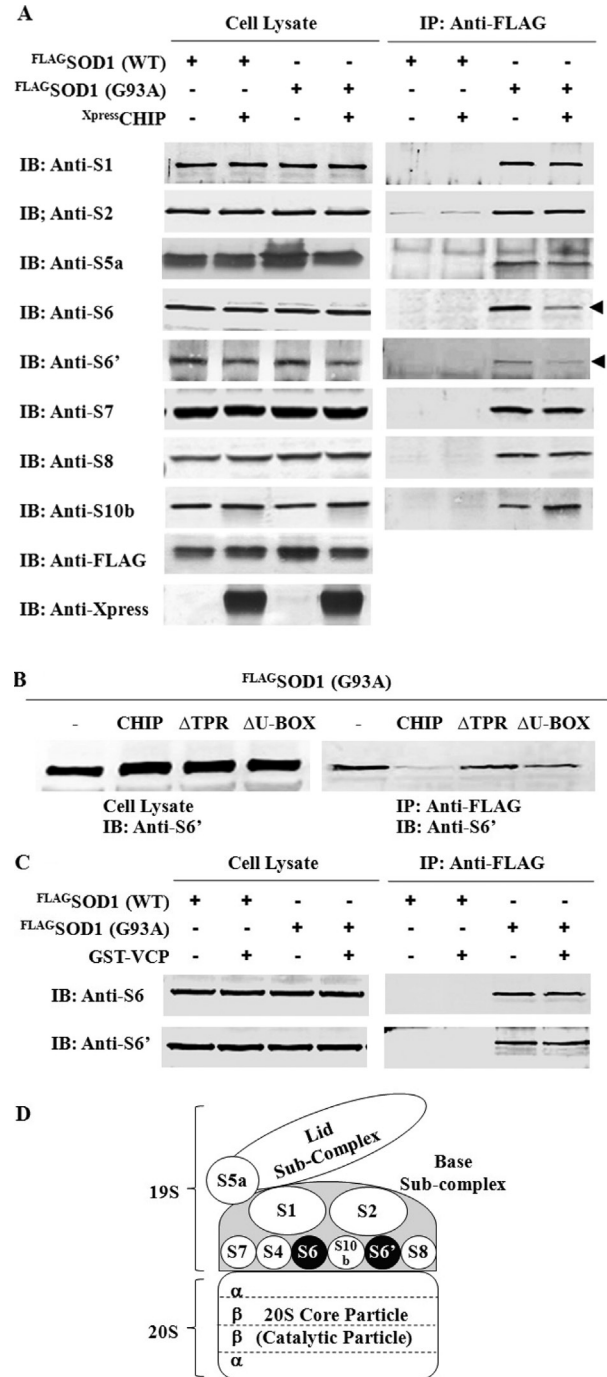 A
Cell Lysate IP: Anti-FLAG
FLAGSOD1 (WT) + + - - + + - -
FLAGSOD1 (G93A) - - + + - - + +
XpressCHIP - + - + - + - +
IB: Anti-S1
IB; Anti-S2
IB: Anti-S5a
IB: Anti-S6
IB: Anti-S6’
IB: Anti-S7
IB: Anti-S8
IB: Anti-S10b
IB: Anti-FLAG
IB: Anti-Xpress
B
FLAGSOD1 (G93A)
- CHIP ΔTPR ΔU-BOX - CHIP ΔTPR ΔU-BOX
Cell Lysate IP: Anti-FLAG
IB: Anti-S6’ IB: Anti-S6’
C
Cell Lysate IP: Anti-FLAG
FLAGSOD1 (WT) + + - - + + - -
FLAGSOD1 (G93A) - - + + - - + +
GST-VCP - + - + - + - +
IB: Anti-S6
IB: Anti-S6’
D
Lid
Sub-Complex
S5a
Base
Sub-complex
19S
S1 S2
S7 S4 S6 S10b S6’ S8
α
β 20S Core Particle
20S
β (Catalytic Particle)
α